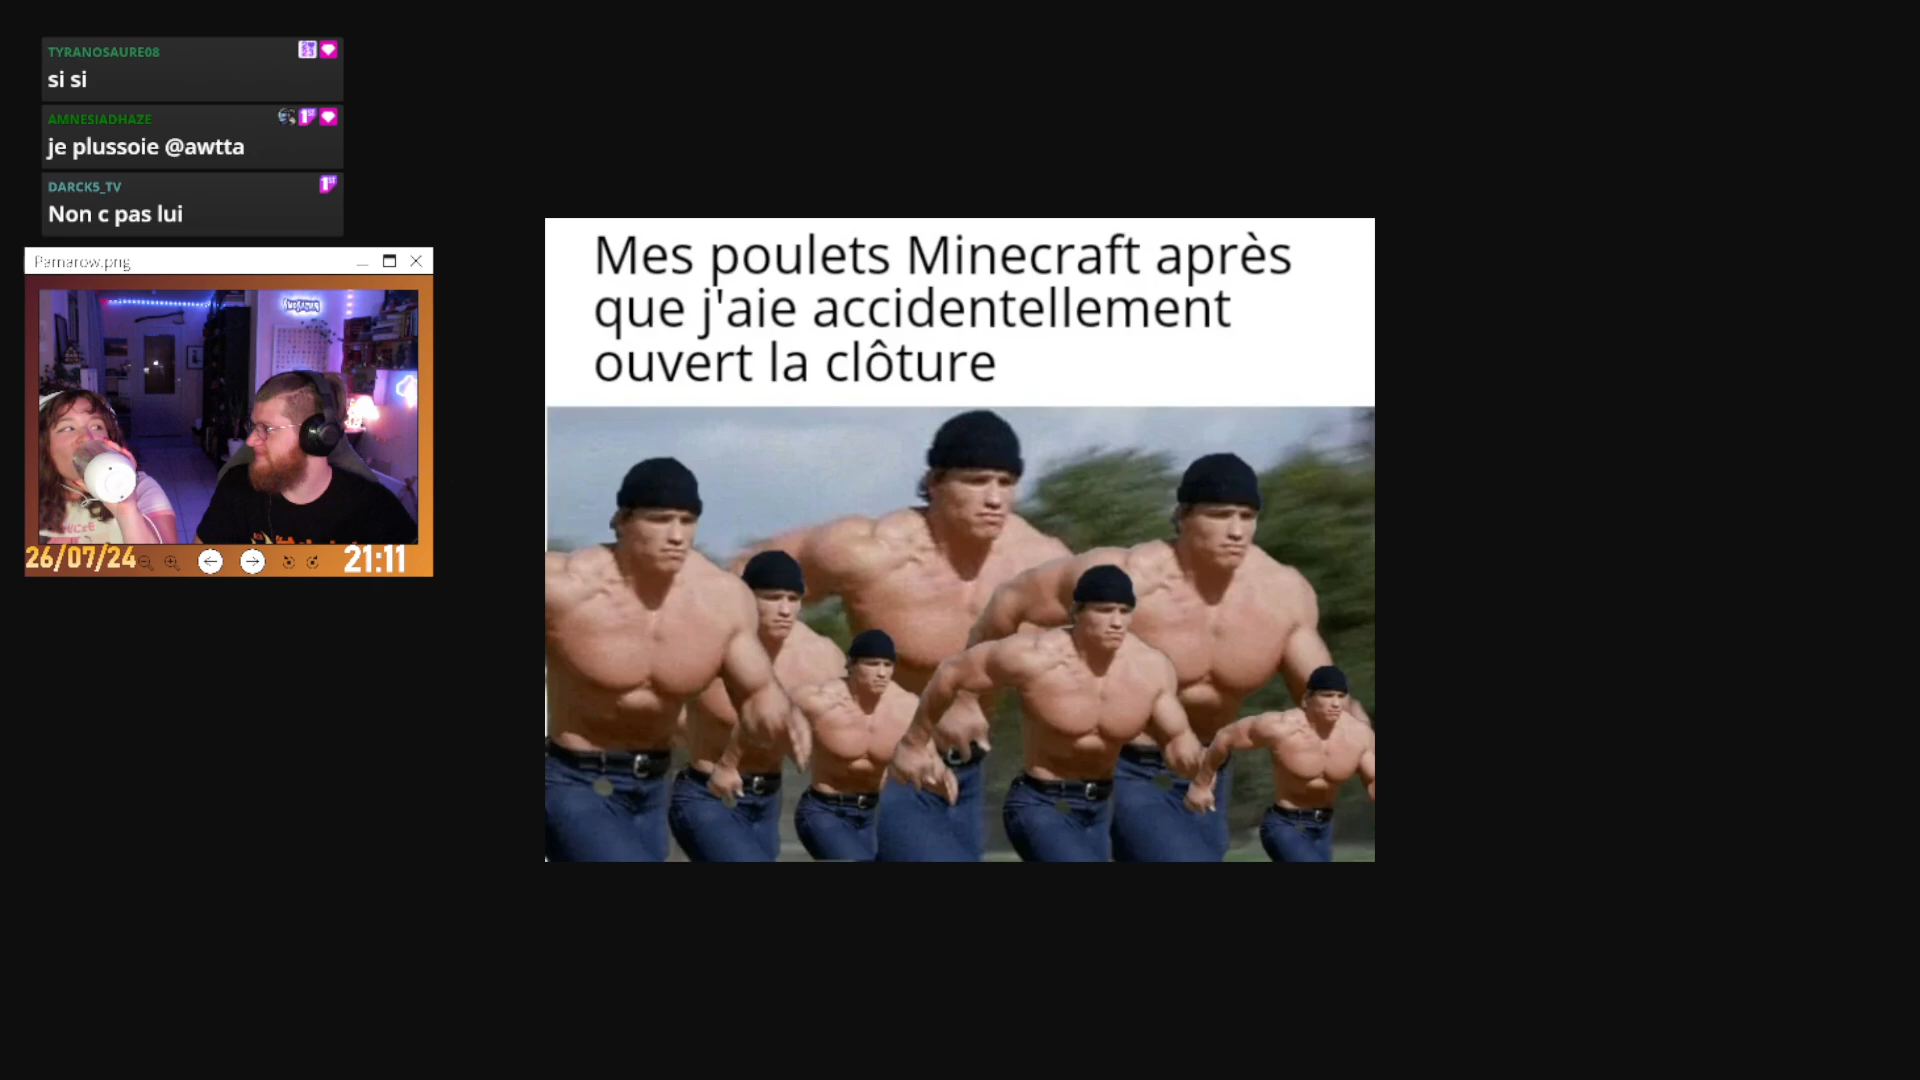 TYRANOSAURE08
si si
AMNESIADHAZE
je plussoie @awtta
DARCK5_TV
Non c pas lui
Pamarow.png
26/07/24
21:11
Mes poulets Minecraft après
que j'aie accidentellement
ouvert la clôture